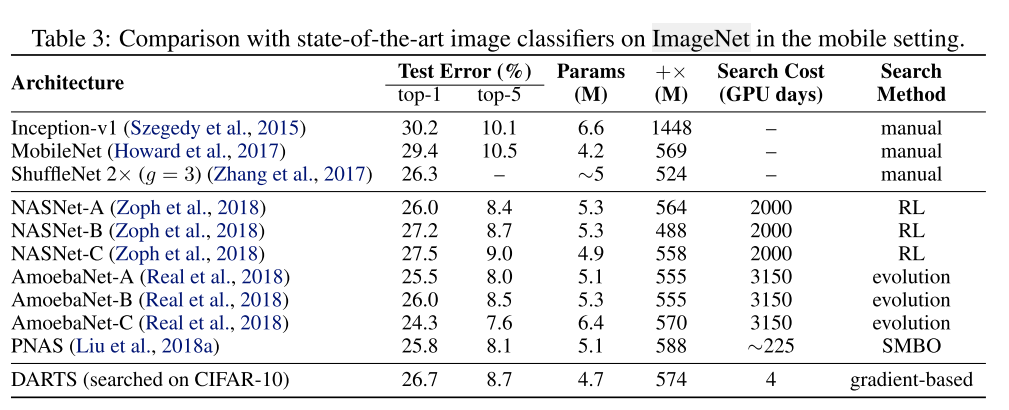 Table 3: Comparison with state-of-the-art image classifiers on ImageNet in the mobile setting.
Architecture Test Error (%) Params +× Search Cost Search
top-1 top-5 (M) (M) (GPU days) Method
Inception-v1 (Szegedy et al., 2015) 30.2 10.1 6.6 1448 – manual
MobileNet (Howard et al., 2017) 29.4 10.5 4.2 569 – manual
ShuffleNet 2× (g = 3) (Zhang et al., 2017) 26.3 – ∼5 524 – manual
NASNet-A (Zoph et al., 2018) 26.0 8.4 5.3 564 2000 RL
NASNet-B (Zoph et al., 2018) 27.2 8.7 5.3 488 2000 RL
NASNet-C (Zoph et al., 2018) 27.5 9.0 4.9 558 2000 RL
AmoebaNet-A (Real et al., 2018) 25.5 8.0 5.1 555 3150 evolution
AmoebaNet-B (Real et al., 2018) 26.0 8.5 5.3 555 3150 evolution
AmoebaNet-C (Real et al., 2018) 24.3 7.6 6.4 570 3150 evolution
PNAS (Liu et al., 2018a) 25.8 8.1 5.1 588 ∼225 SMBO
DARTS (searched on CIFAR-10) 26.7 8.7 4.7 574 4 gradient-based